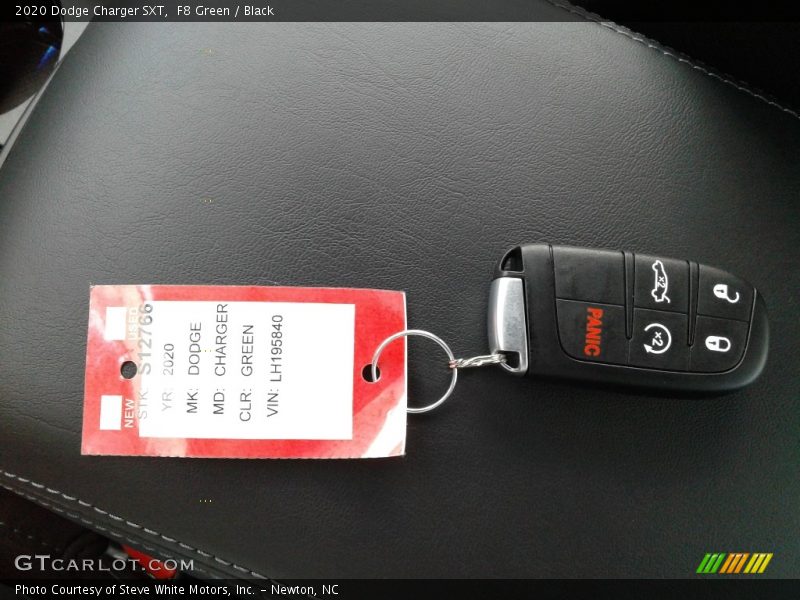 2020 Dodge Charger SXT,  F8 Green / Black
USED
NEW
STK: S12766
YR: 2020
MK: DODGE
MD: CHARGER
CLR: GREEN
VIN: LH195840
PANIC
x2
x2
GTCARLOT.COM
Photo Courtesy of Steve White Motors, Inc. – Newton, NC